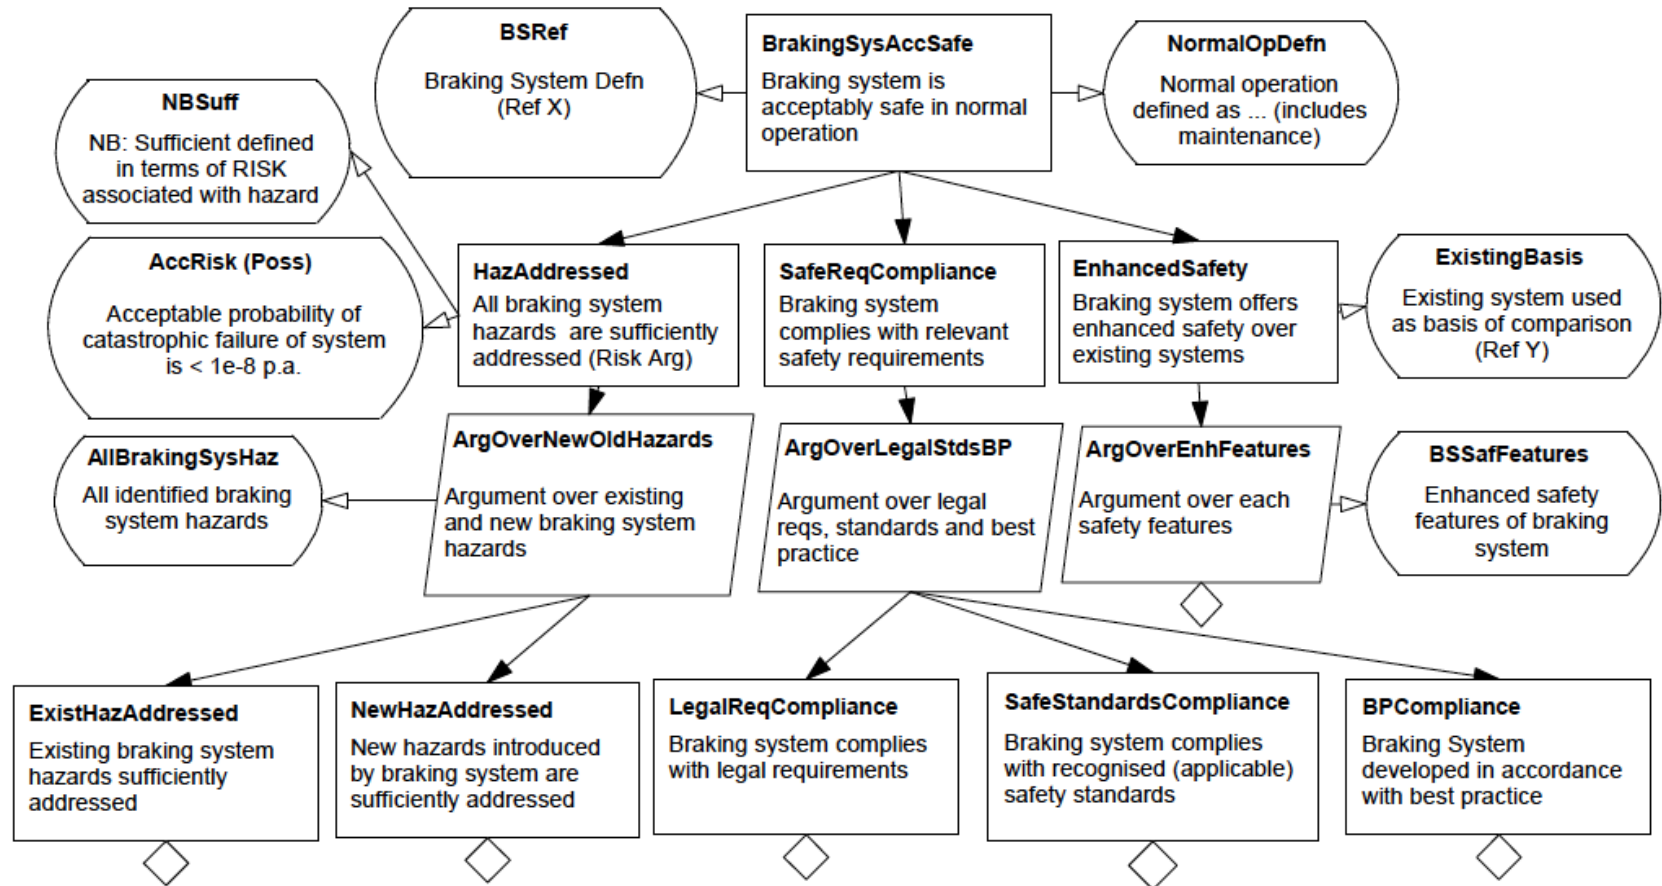 BSRef
Braking System Defn
(Ref X)
BrakingSysAccSafe
Braking system is
acceptably safe in normal
operation
NormalOpDefn
Normal operation
defined as ... (includes
maintenance)
NBSuff
NB: Sufficient defined
in terms of RISK
associated with hazard
AccRisk (Poss)
Acceptable probability of
catastrophic failure of system
is < 1e-8 p.a.
HazAddressed
All braking system
hazards are sufficiently
addressed (Risk Arg)
SafeReqCompliance
Braking system
complies with relevant
safety requirements
EnhancedSafety
Braking system offers
enhanced safety over
existing systems
ExistingBasis
Existing system used
as basis of comparison
(Ref Y)
AllBrakingSysHaz
All identified braking
system hazards
ArgOverNewOldHazards
Argument over existing
and new braking system
hazards
ArgOverLegalStdsBP
Argument over legal
reqs, standards and best
practice
ArgOverEnhFeatures
Argument over each
safety features
BSSafFeatures
Enhanced safety
features of braking
system
ExistHazAddressed
Existing braking system
hazards sufficiently
addressed
NewHazAddressed
New hazards introduced
by braking system are
sufficiently addressed
LegalReqCompliance
Braking system complies
with legal requirements
SafeStandardsCompliance
Braking system complies
with recognised (applicable)
safety standards
BPCompliance
Braking System
developed in accordance
with best practice